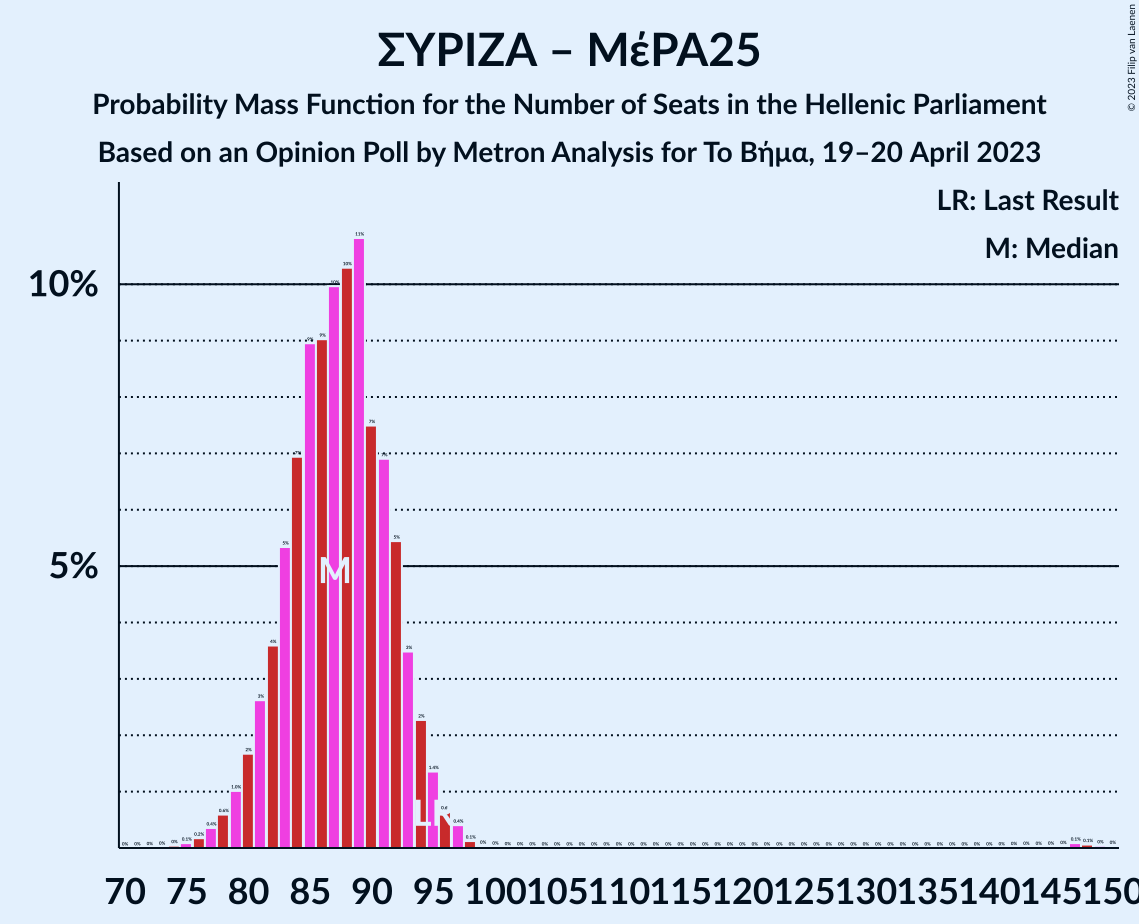 ΣΥΡΙΖΑ – ΜέΡΑ25
Probability Mass Function for the Number of Seats in the Hellenic Parliament
Based on an Opinion Poll by Metron Analysis for Το Βήμα, 19–20 April 2023
© 2023 Filip van Laenen
LR: Last Result
M: Median
10%
5%
M
LR
70 75 80 85 90 95 100 105 110 115 120 125 130 135 140 145 150